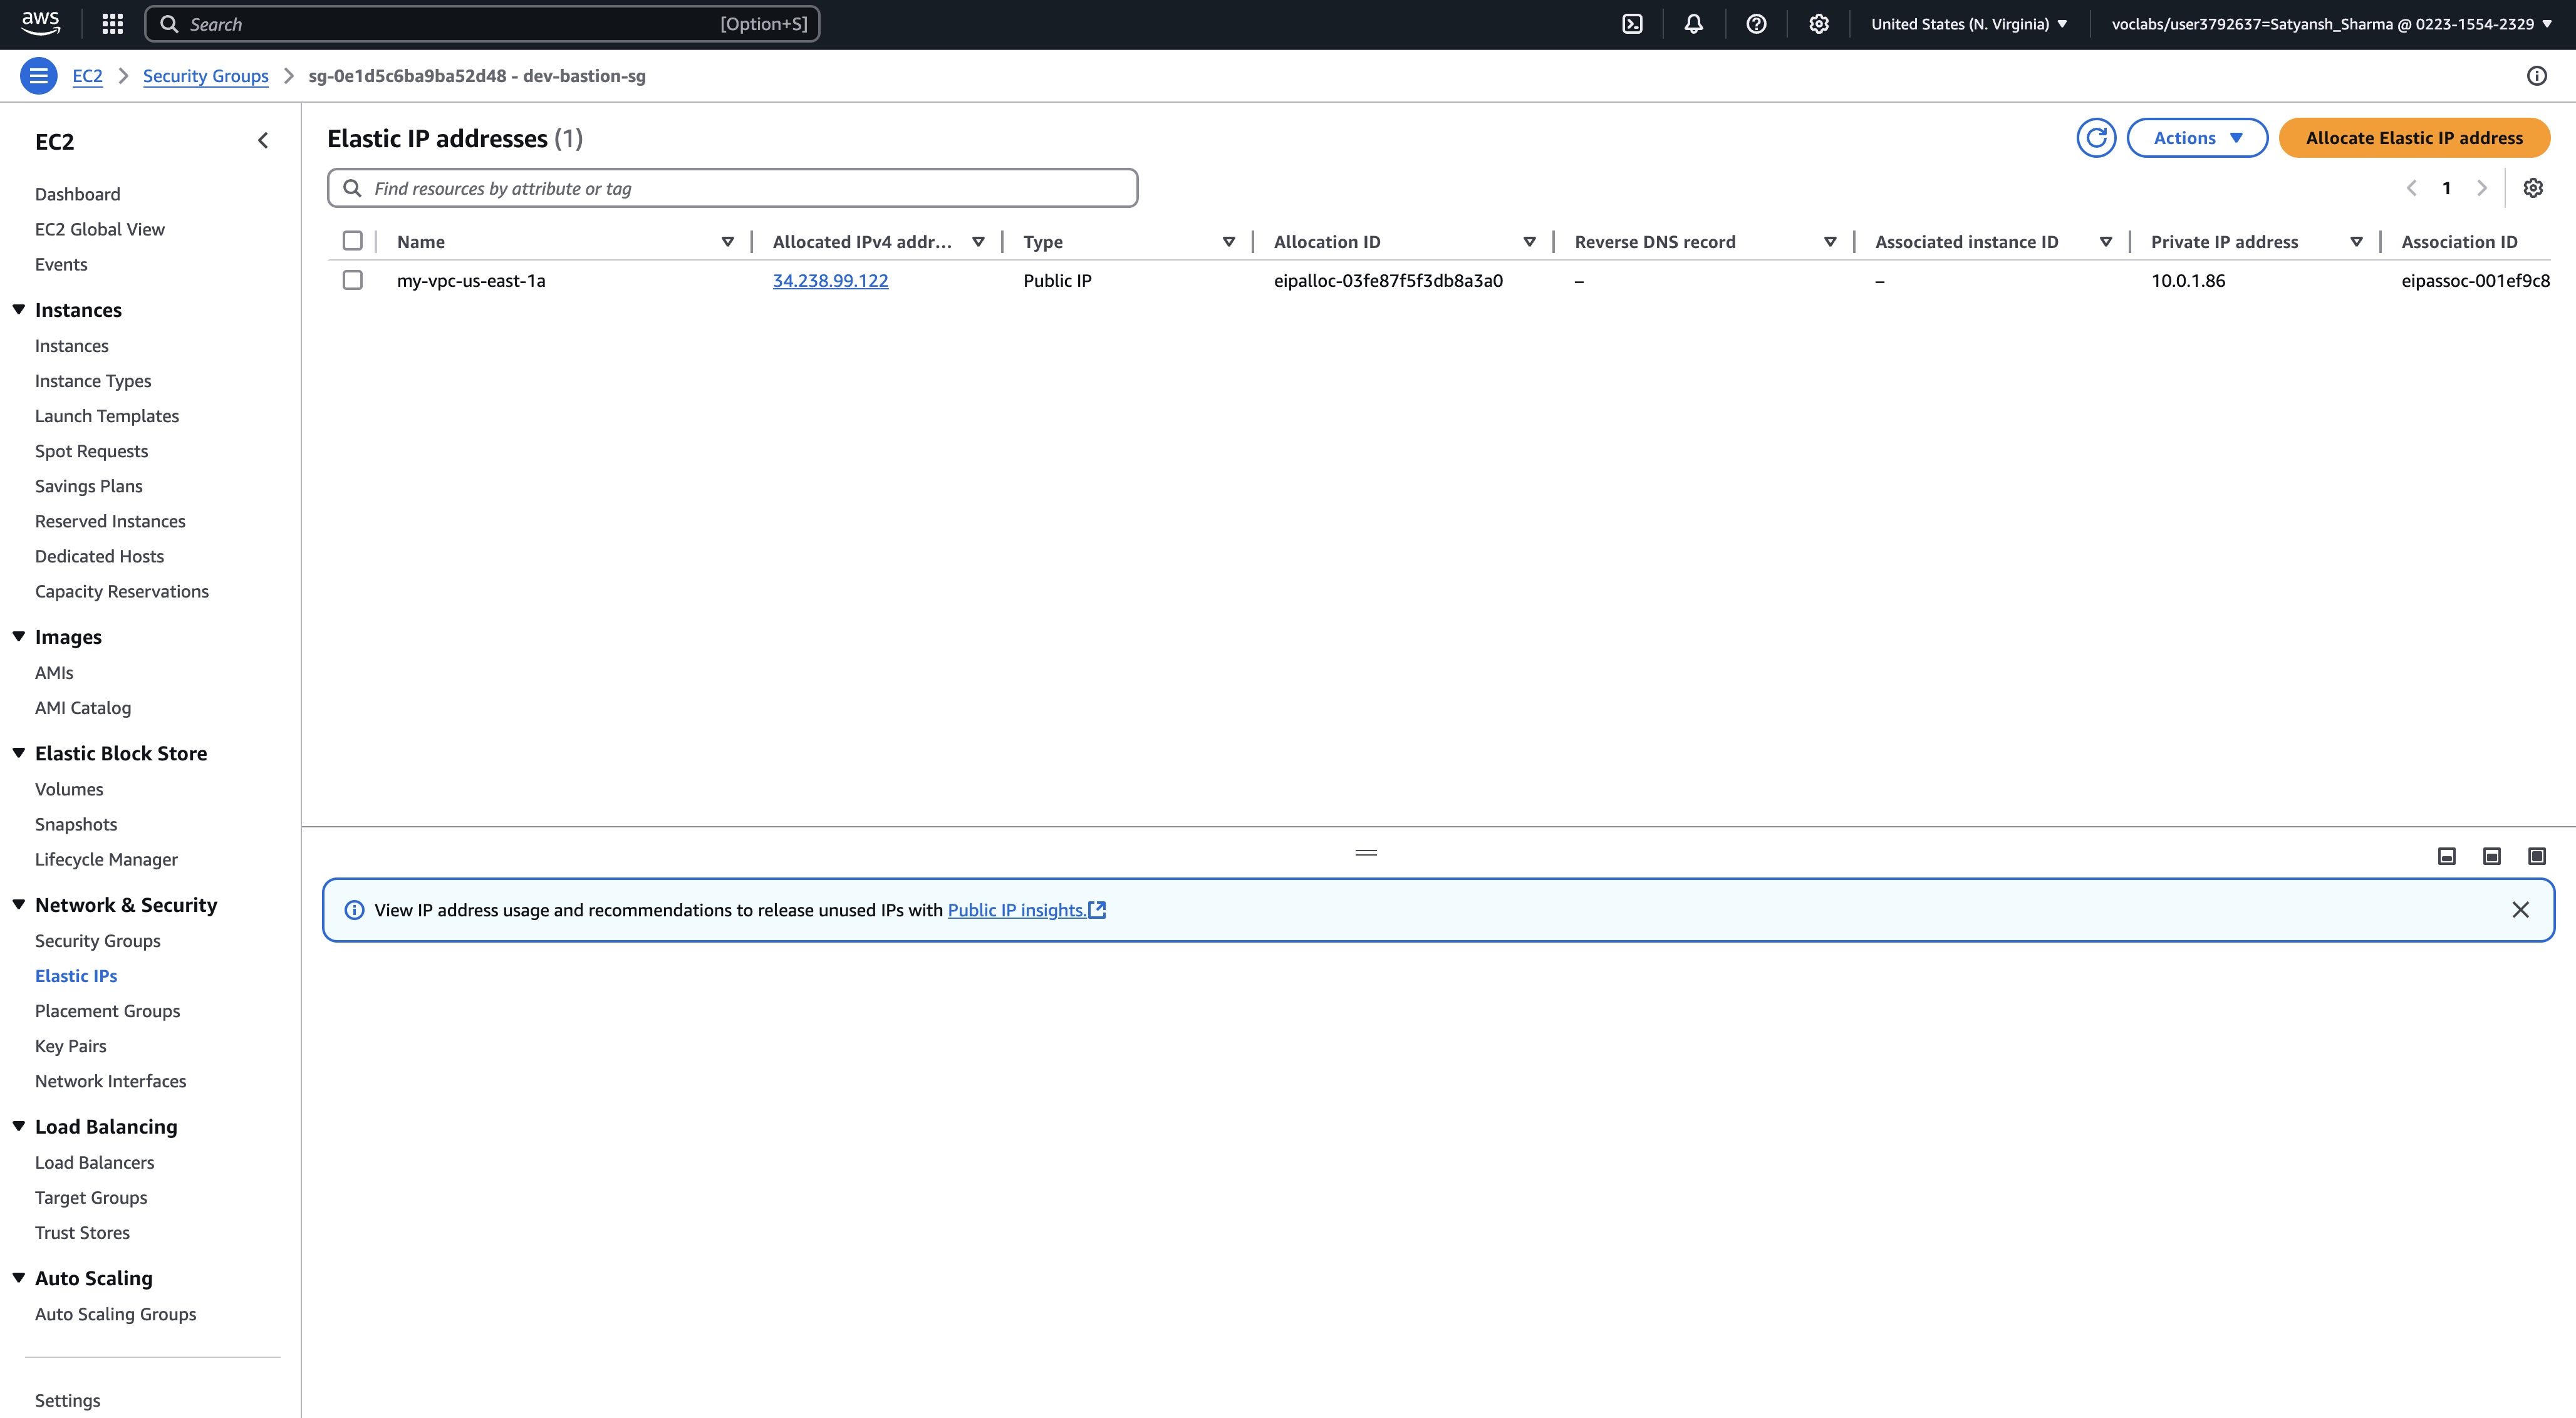 aws
Search
[Option+S]
United States (N. Virginia)
voclabs/user3792637=Satyansh_Sharma @ 0223-1554-2329
EC2
Security Groups
sg-0e1d5c6ba9ba52d48 - dev-bastion-sg
EC2
Dashboard
EC2 Global View
Events
Instances
Instances
Instance Types
Launch Templates
Spot Requests
Savings Plans
Reserved Instances
Dedicated Hosts
Capacity Reservations
Images
AMIs
AMI Catalog
Elastic Block Store
Volumes
Snapshots
Lifecycle Manager
Network & Security
Security Groups
Elastic IPs
Placement Groups
Key Pairs
Network Interfaces
Load Balancing
Load Balancers
Target Groups
Trust Stores
Auto Scaling
Auto Scaling Groups
Settings
Elastic IP addresses (1)
Actions
Allocate Elastic IP address
Find resources by attribute or tag
1
Name
Allocated IPv4 addr...
Type
Allocation ID
Reverse DNS record
Associated instance ID
Private IP address
Association ID
my-vpc-us-east-1a
34.238.99.122
Public IP
eipalloc-03fe87f5f3db8a3a0
–
–
10.0.1.86
eipassoc-001ef9c8
View IP address usage and recommendations to release unused IPs with Public IP insights.